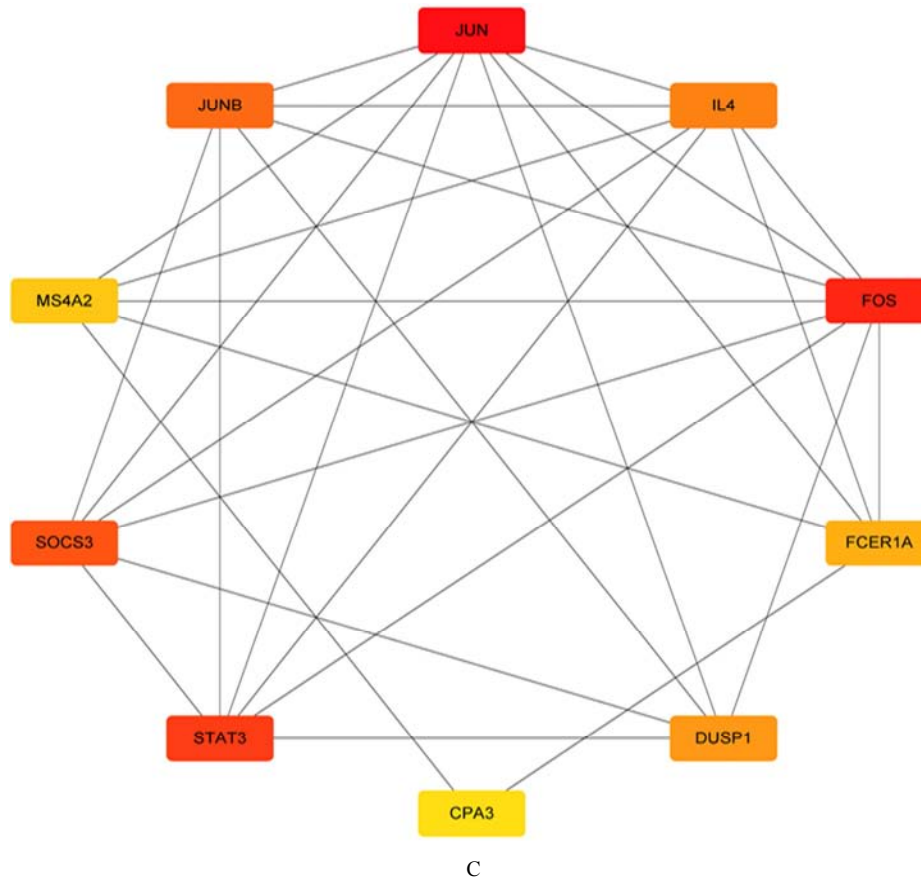 JUN
JUNB
IL4
MS4A2
FOS
SOCS3
FCER1A
STAT3
DUSP1
CPA3
C